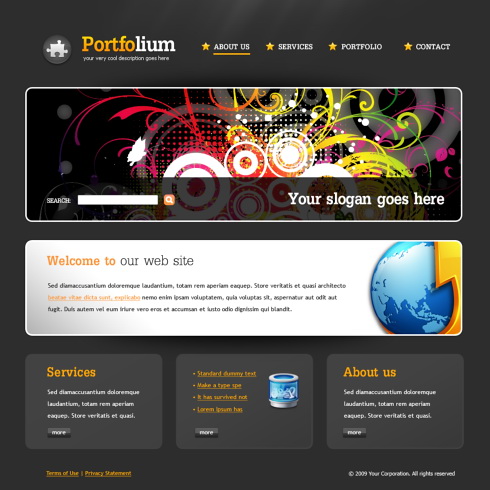 Portfolium
your very cool description goes here
ABOUT US
SERVICES
PORTFOLIO
CONTACT
SEARCH:
Your slogan goes here
Welcome to our web site
Sed diamaccusantium doloremque laudantium, totam rem aperiam eaquep. Store veritatis et quasi architecto
beatae vitae dicta sunt, explicabo nemo enim ipsam voluptatem, quia voluptas sit, aspernatur aut odit aut
fugit. Duis autem vel eum iriure vero eros et accumsan et iusto odio dignissim qui blandit.
Services
Sed diamaccusantium doloremque
laudantium, totam rem aperiam
eaquep. Store veritatis et quasi.
more
• Standard dummy text
• Make a type spe
• It has survived not
• Lorem Ipsum has
more
About us
Sed diamaccusantium doloremque
laudantium, totam rem aperiam
eaquep. Store veritatis et quasi.
more
Terms of Use | Privacy Statement
© 2009 Your Corporation. All rights reserved